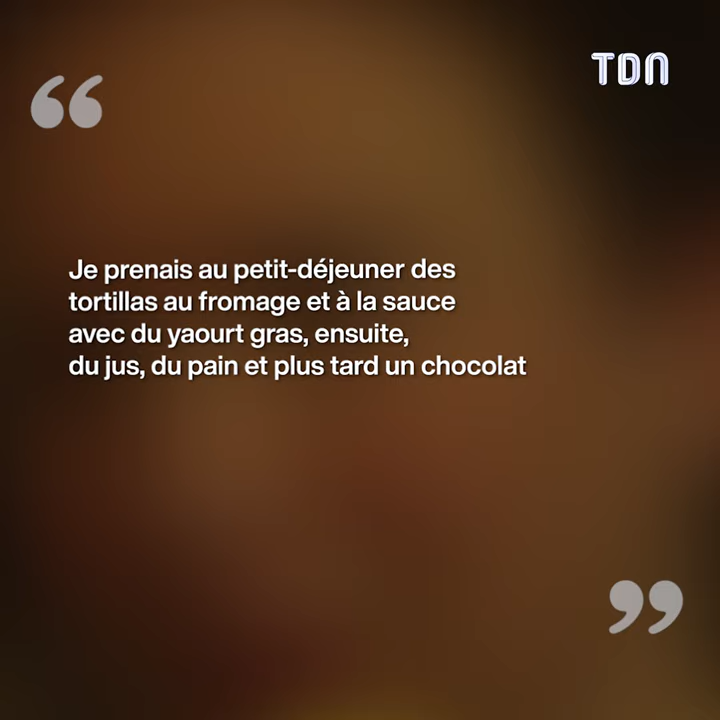 TDN
“
Je prenais au petit-déjeuner des
tortillas au fromage et à la sauce
avec du yaourt gras, ensuite,
du jus, du pain et plus tard un chocolat
”